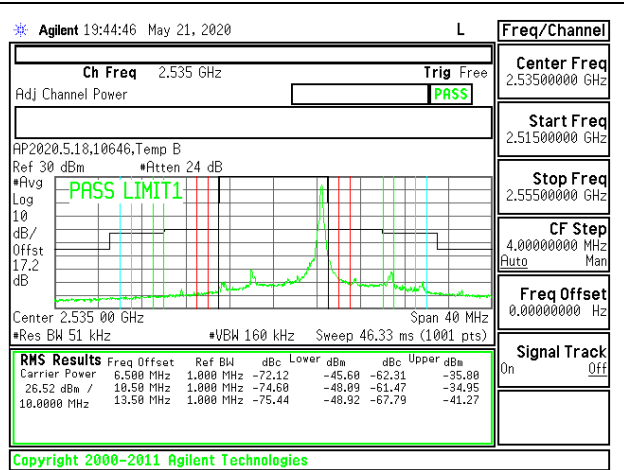 Agilent 19:44:46 May 21, 2020 L
Freq/Channel
Ch Freq 2.535 GHz Trig Free
Adj Channel Power PASS
AP2020.5.18,10646,Temp B
Ref 30 dBm #Atten 24 dB
#Avg
Log
10
dB/
Offst
17.2
dB
PASS LIMIT1
Center 2.535 00 GHz Span 40 MHz
#Res BW 51 kHz #VBW 160 kHz Sweep 46.33 ms (1001 pts)
RMS Results Freq Offset Ref BW dBc Lower dBm dBc Upper dBm
Carrier Power 6.500 MHz 1.000 MHz -72.12 -45.60 -62.31 -35.80
26.52 dBm / 10.50 MHz 1.000 MHz -74.60 -48.09 -61.47 -34.95
10.0000 MHz 13.50 MHz 1.000 MHz -75.44 -48.92 -67.79 -41.27
Center Freq
2.53500000 GHz
Start Freq
2.51500000 GHz
Stop Freq
2.55500000 GHz
CF Step
4.00000000 MHz
Auto Man
Freq Offset
0.00000000 Hz
Signal Track
On Off
Copyright 2000-2011 Agilent Technologies